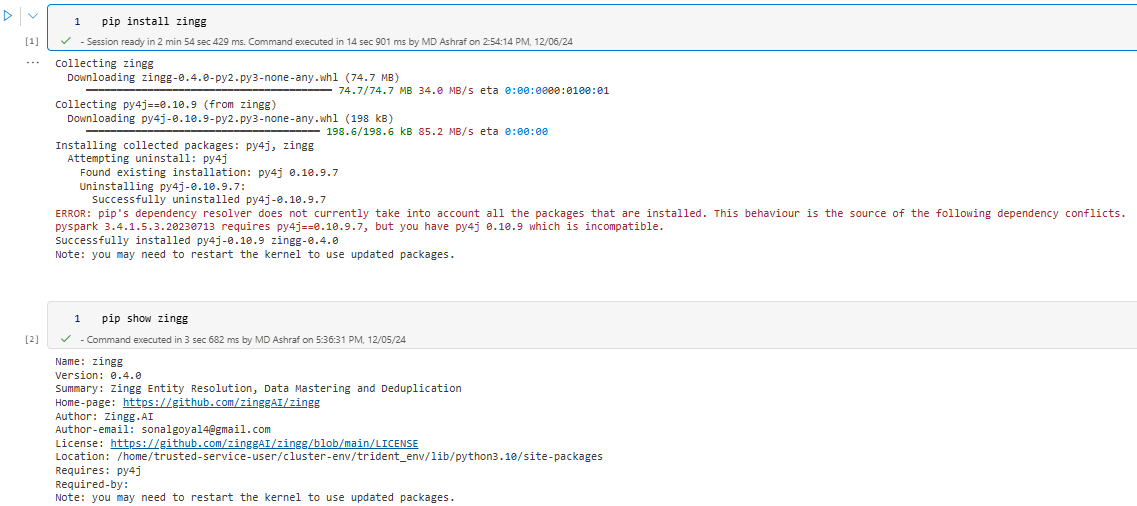 1 pip install zingg
[1] - Session ready in 2 min 54 sec 429 ms. Command executed in 14 sec 901 ms by MD Ashraf on 2:54:14 PM, 12/06/24
Collecting zingg
Downloading zingg-0.4.0-py2.py3-none-any.whl (74.7 MB)
74.7/74.7 MB 34.0 MB/s eta 0:00:0000:0100:01
Collecting py4j==0.10.9 (from zingg)
Downloading py4j-0.10.9-py2.py3-none-any.whl (198 kB)
198.6/198.6 kB 85.2 MB/s eta 0:00:00
Installing collected packages: py4j, zingg
Attempting uninstall: py4j
Found existing installation: py4j 0.10.9.7
Uninstalling py4j-0.10.9.7:
Successfully uninstalled py4j-0.10.9.7
ERROR: pip's dependency resolver does not currently take into account all the packages that are installed. This behaviour is the source of the following dependency conflicts.
pyspark 3.4.1.5.3.20230713 requires py4j==0.10.9.7, but you have py4j 0.10.9 which is incompatible.
Successfully installed py4j-0.10.9 zingg-0.4.0
Note: you may need to restart the kernel to use updated packages.
1 pip show zingg
[2] - Command executed in 3 sec 682 ms by MD Ashraf on 5:36:31 PM, 12/05/24
Name: zingg
Version: 0.4.0
Summary: Zingg Entity Resolution, Data Mastering and Deduplication
Home-page: https://github.com/zinggAI/zingg
Author: Zingg.AI
Author-email: sonalgoyal4@gmail.com
License: https://github.com/zinggAI/zingg/blob/main/LICENSE
Location: /home/trusted-service-user/cluster-env/trident_env/lib/python3.10/site-packages
Requires: py4j
Required-by:
Note: you may need to restart the kernel to use updated packages.